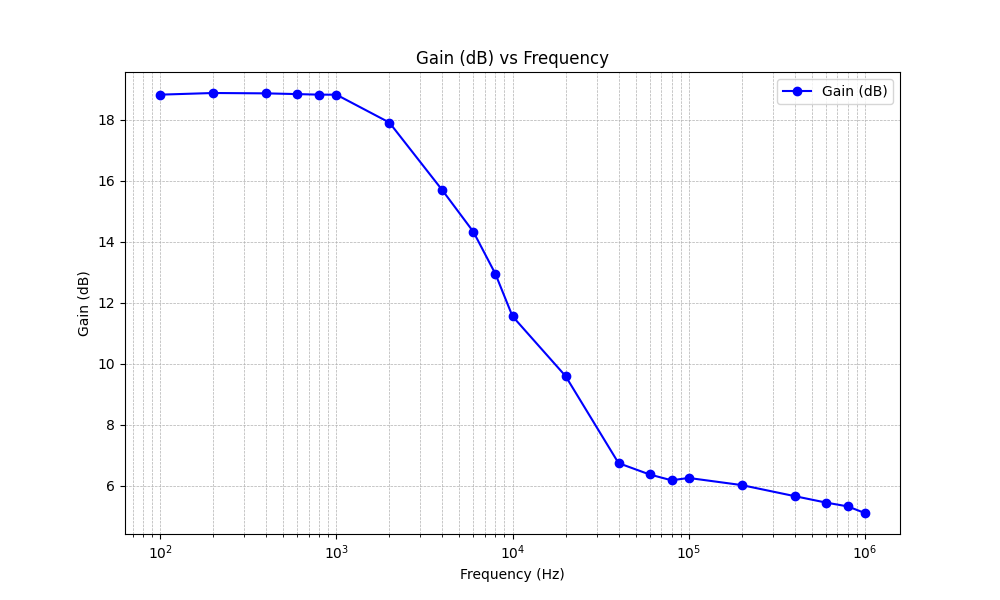 Gain (dB) vs Frequency
Gain (dB)
18
16
14
12
10
8
6
Gain (dB)
10² 10³ 10⁴ 10⁵ 10⁶
Frequency (Hz)